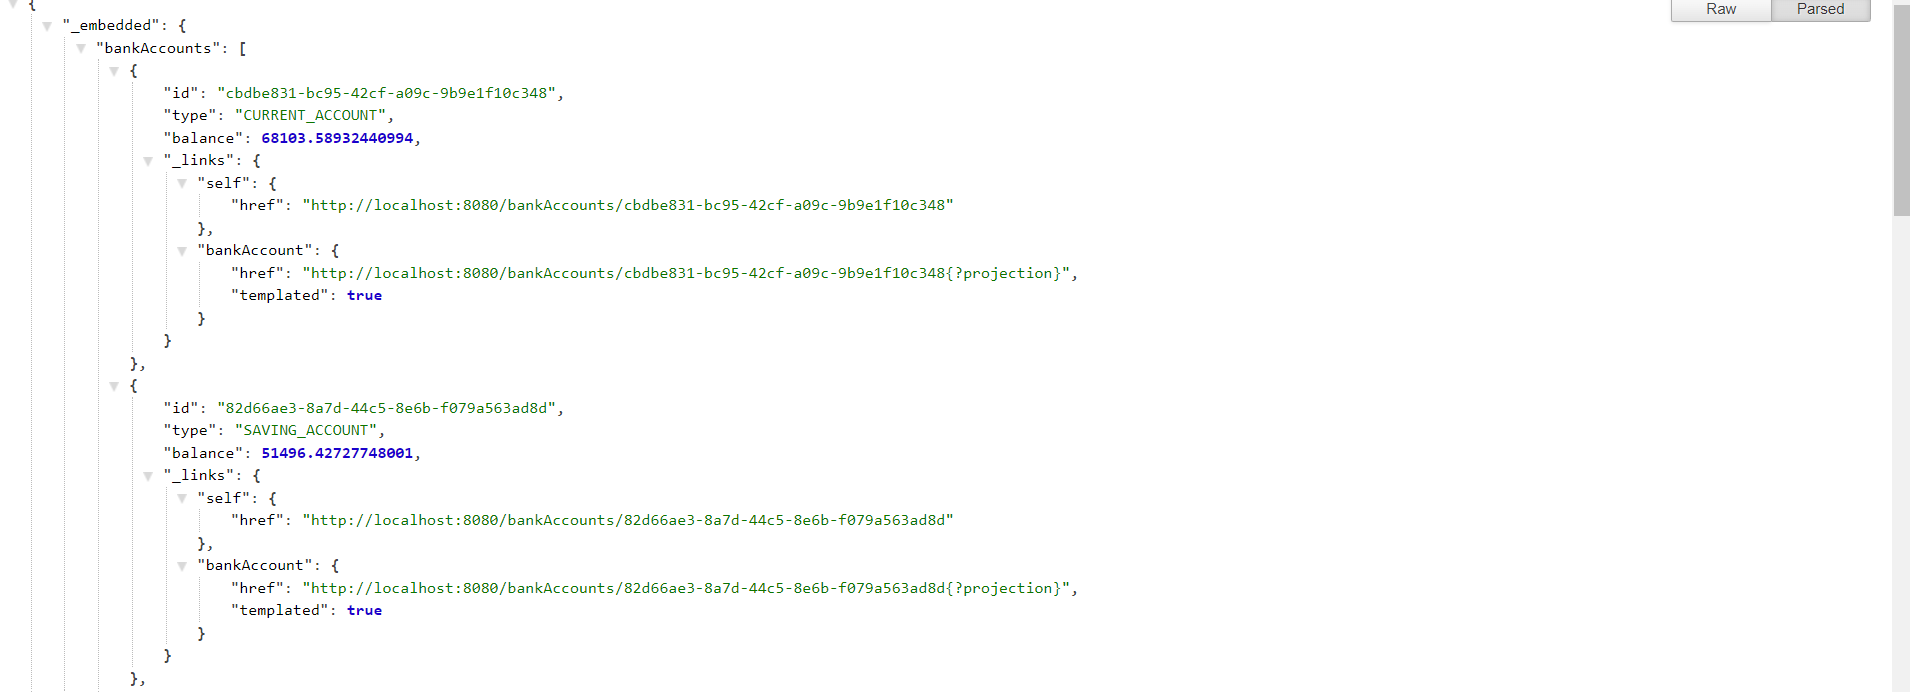 {
Raw Parsed
"_embedded": {
"bankAccounts": [
{
"id": "cbdbe831-bc95-42cf-a09c-9b9e1f10c348",
"type": "CURRENT_ACCOUNT",
"balance": 68103.58932440994,
"_links": {
"self": {
"href": "http://localhost:8080/bankAccounts/cbdbe831-bc95-42cf-a09c-9b9e1f10c348"
},
"bankAccount": {
"href": "http://localhost:8080/bankAccounts/cbdbe831-bc95-42cf-a09c-9b9e1f10c348{?projection}",
"templated": true
}
}
},
{
"id": "82d66ae3-8a7d-44c5-8e6b-f079a563ad8d",
"type": "SAVING_ACCOUNT",
"balance": 51496.42727748001,
"_links": {
"self": {
"href": "http://localhost:8080/bankAccounts/82d66ae3-8a7d-44c5-8e6b-f079a563ad8d"
},
"bankAccount": {
"href": "http://localhost:8080/bankAccounts/82d66ae3-8a7d-44c5-8e6b-f079a563ad8d{?projection}",
"templated": true
}
}
},